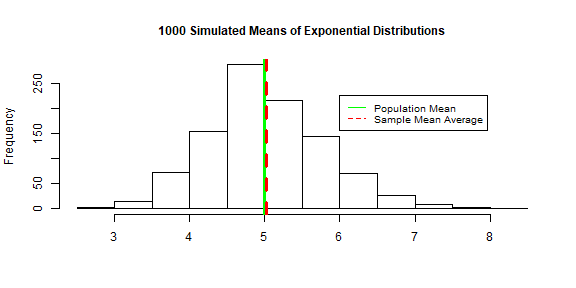 1000 Simulated Means of Exponential Distributions
Frequency
250
150
50
0
Population Mean
Sample Mean Average
3 4 5 6 7 8